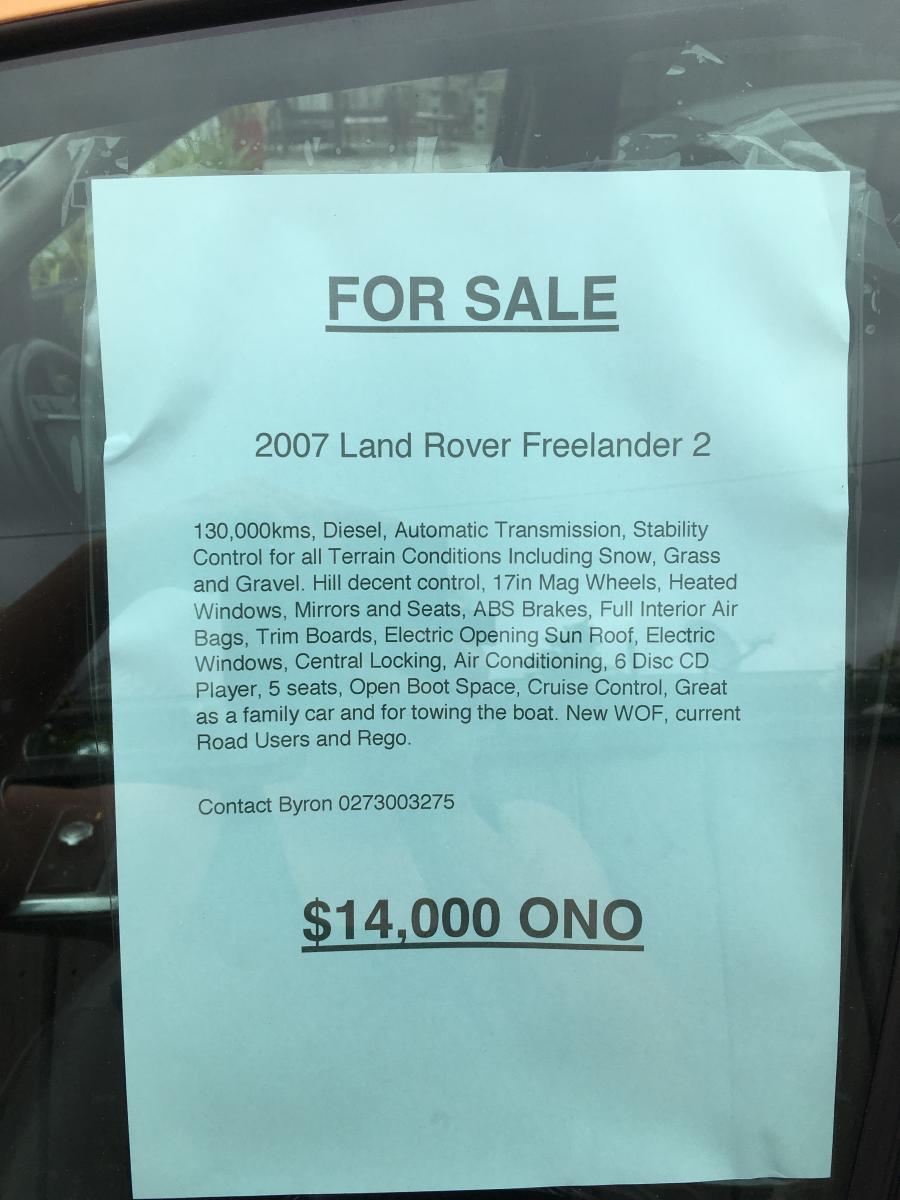 FOR SALE
2007 Land Rover Freelander 2
130,000kms, Diesel, Automatic Transmission, Stability
Control for all Terrain Conditions Including Snow, Grass
and Gravel. Hill decent control, 17in Mag Wheels, Heated
Windows, Mirrors and Seats, ABS Brakes, Full Interior Air
Bags, Trim Boards, Electric Opening Sun Roof, Electric
Windows, Central Locking, Air Conditioning, 6 Disc CD
Player, 5 seats, Open Boot Space, Cruise Control, Great
as a family car and for towing the boat. New WOF, current
Road Users and Rego.
Contact Byron 0273003275
$14,000 ONO